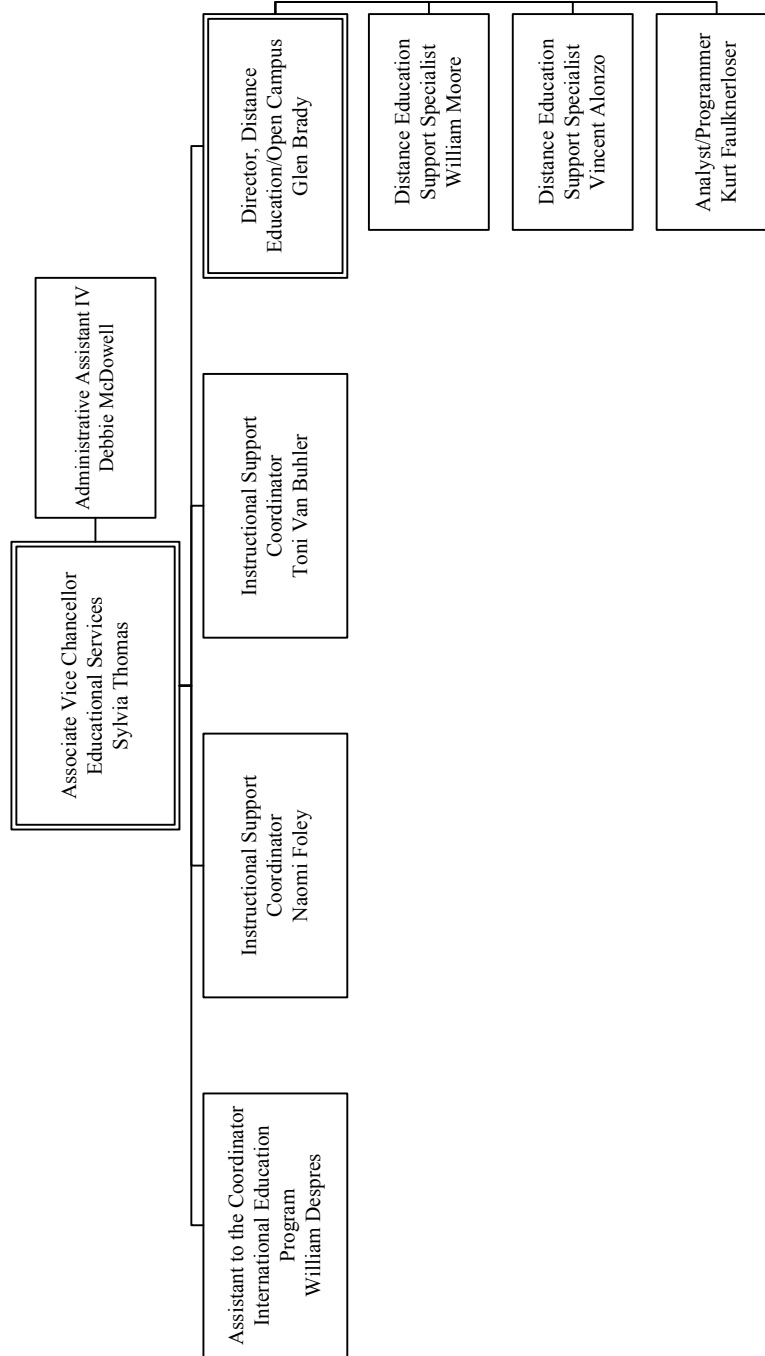 Associate Vice Chancellor
Educational Services
Sylvia Thomas
Administrative Assistant IV
Debbie McDowell
Assistant to the Coordinator
International Education
Program
William Despres
Instructional Support
Coordinator
Naomi Foley
Instructional Support
Coordinator
Toni Van Buhler
Director, Distance
Education/Open Campus
Glen Brady
Distance Education
Support Specialist
William Moore
Distance Education
Support Specialist
Vincent Alonzo
Analyst/Programmer
Kurt Faulknerloser